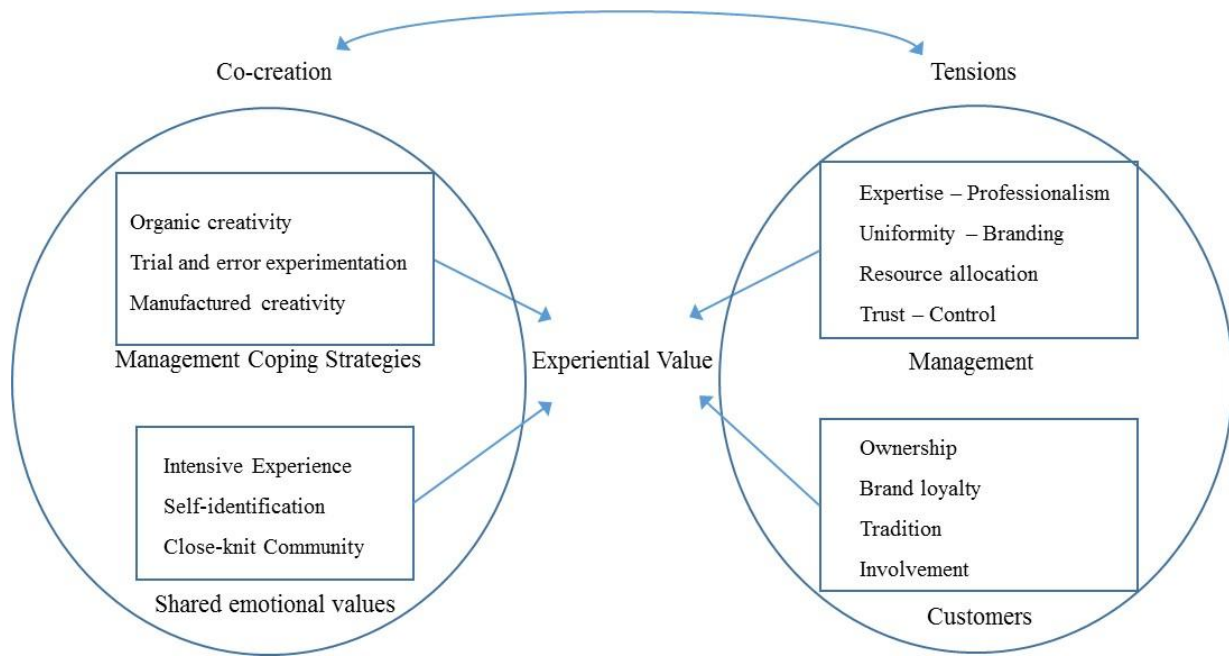 Co-creation
Tensions
Organic creativity
Trial and error experimentation
Manufactured creativity
Management Coping Strategies
Intensive Experience
Self-identification
Close-knit Community
Shared emotional values
Experiential Value
Expertise – Professionalism
Uniformity – Branding
Resource allocation
Trust – Control
Management
Ownership
Brand loyalty
Tradition
Involvement
Customers